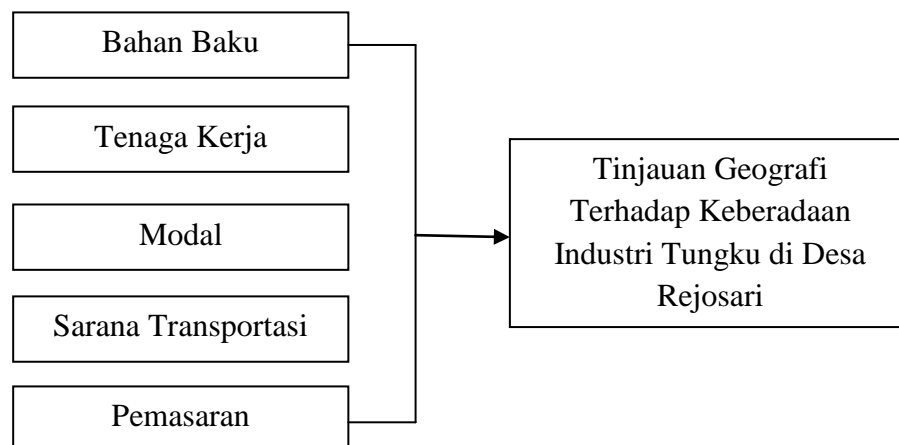 Bahan Baku
Tenaga Kerja
Modal
Sarana Transportasi
Pemasaran
Tinjauan Geografi
Terhadap Keberadaan
Industri Tungku di Desa
Rejosari